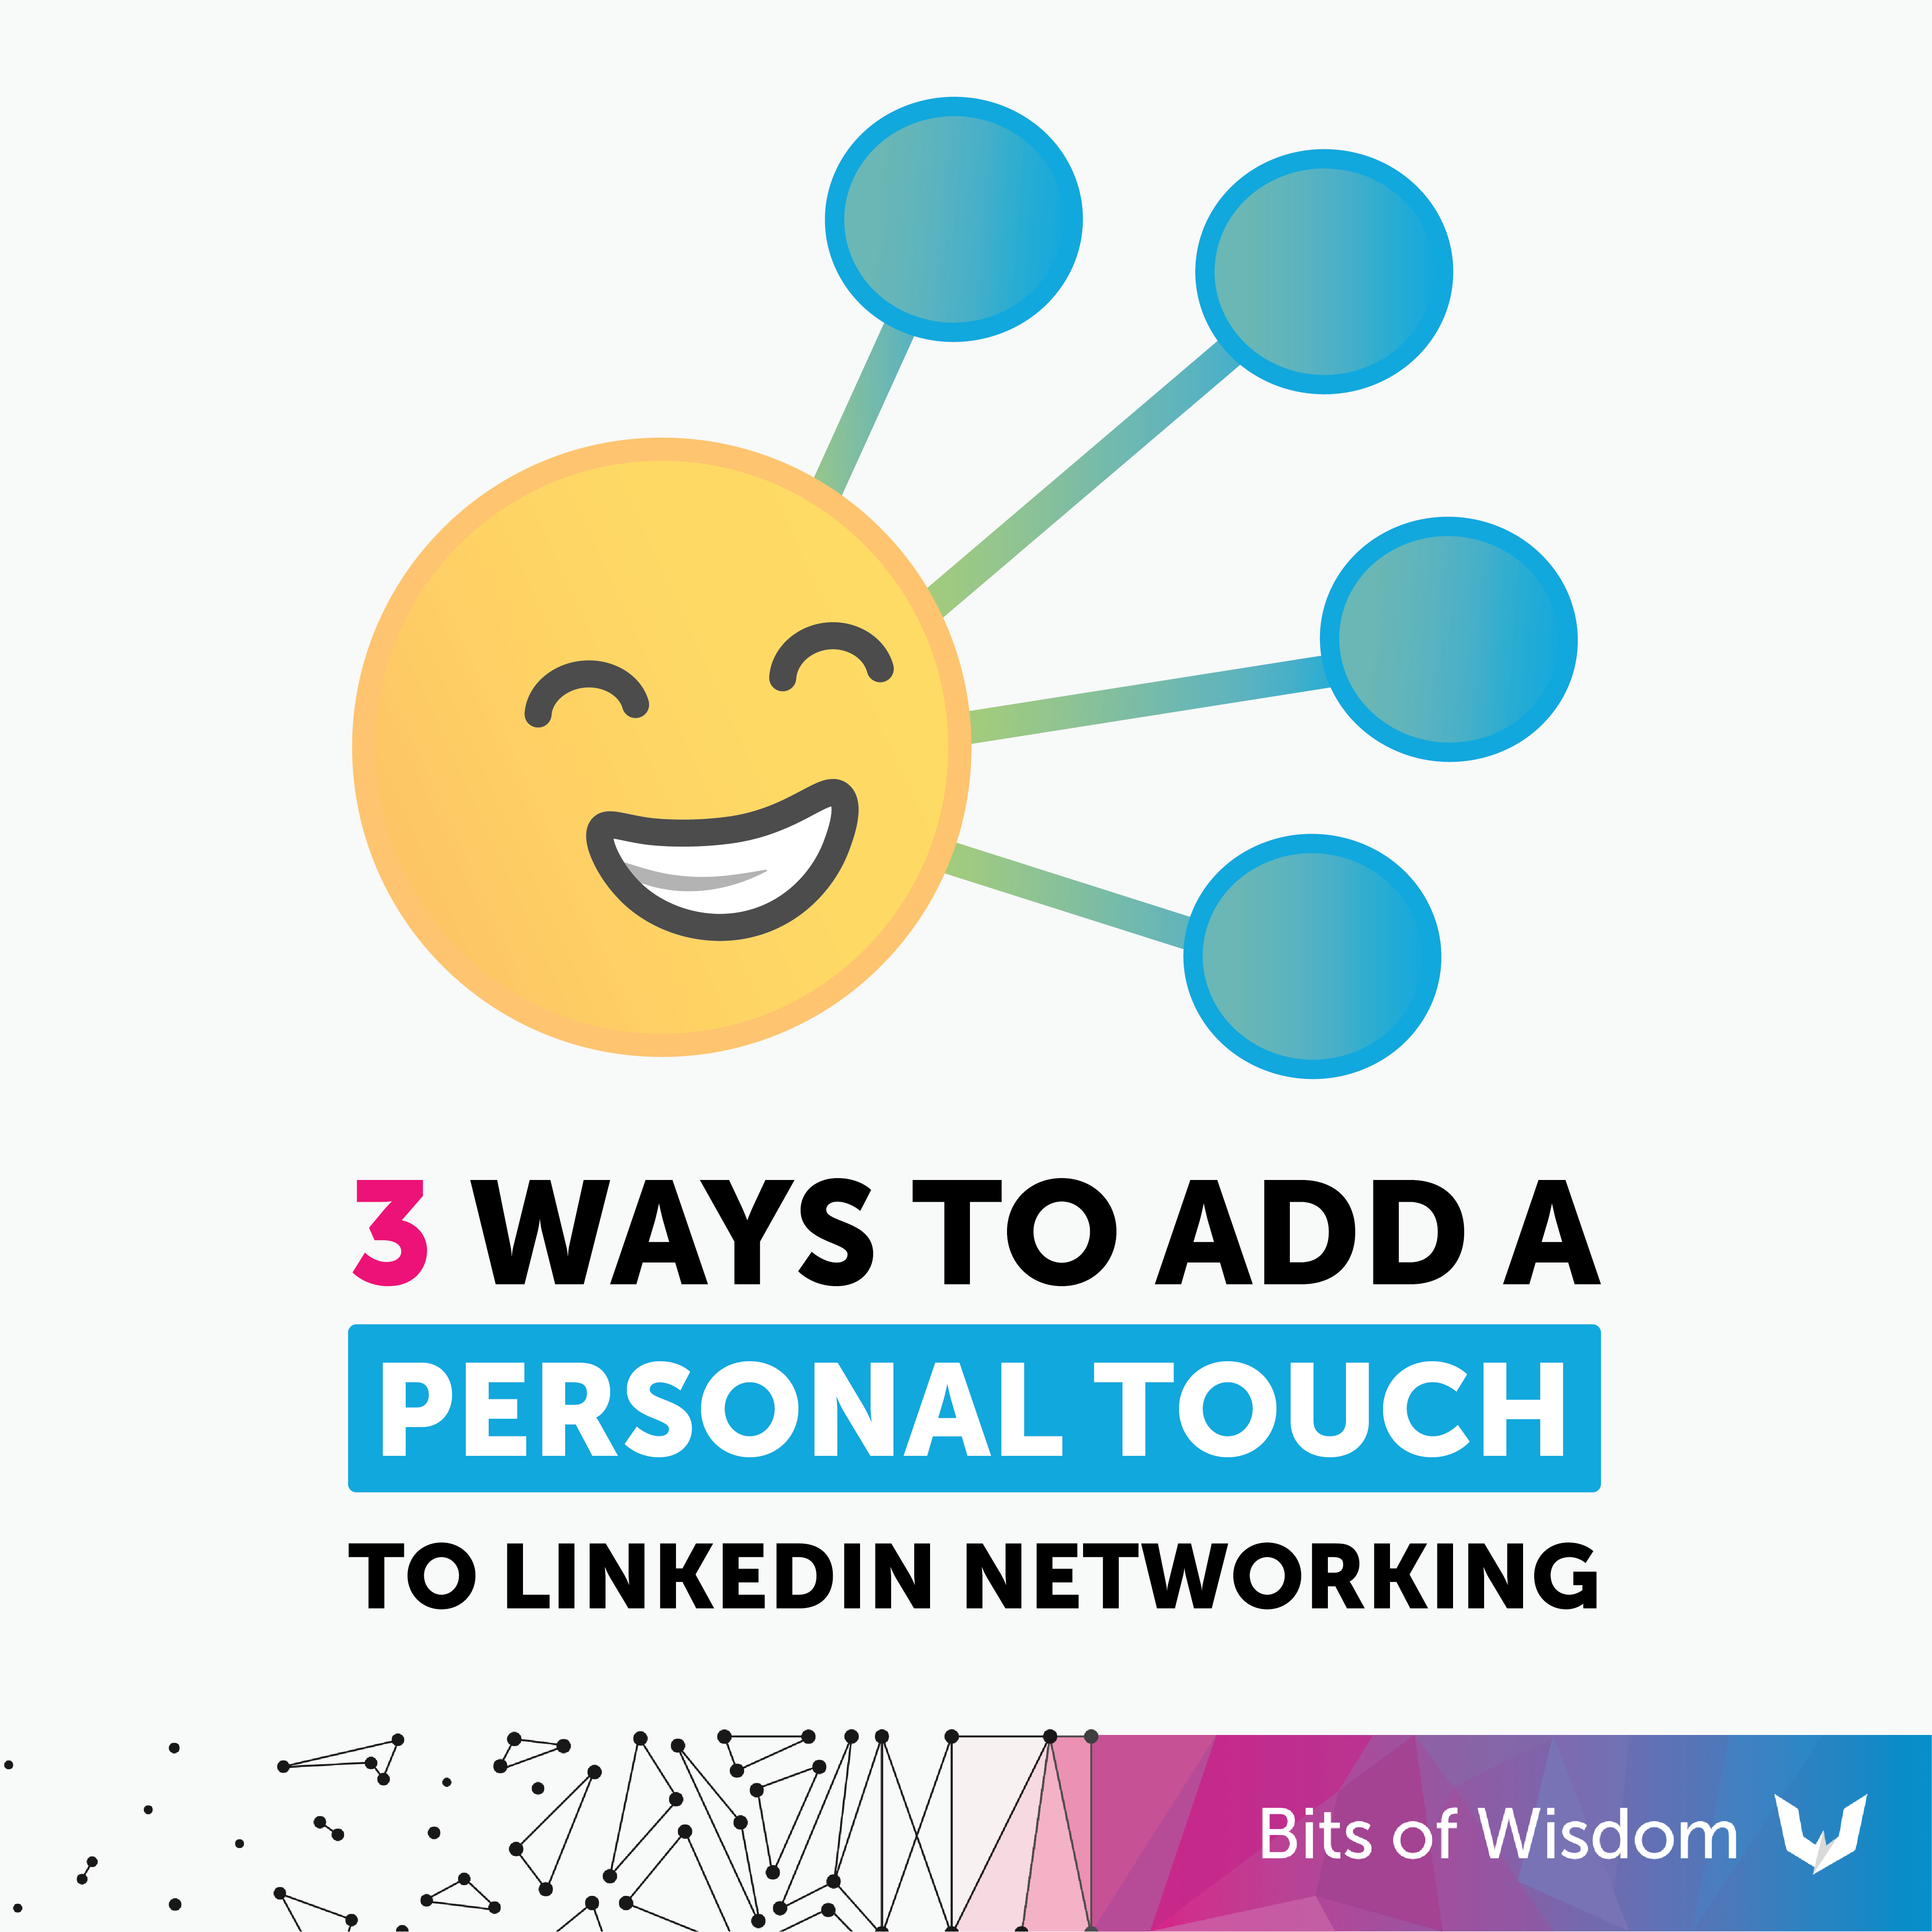 3 WAYS TO ADD A
PERSONAL TOUCH
TO LINKEDIN NETWORKING
Bits of Wisdom